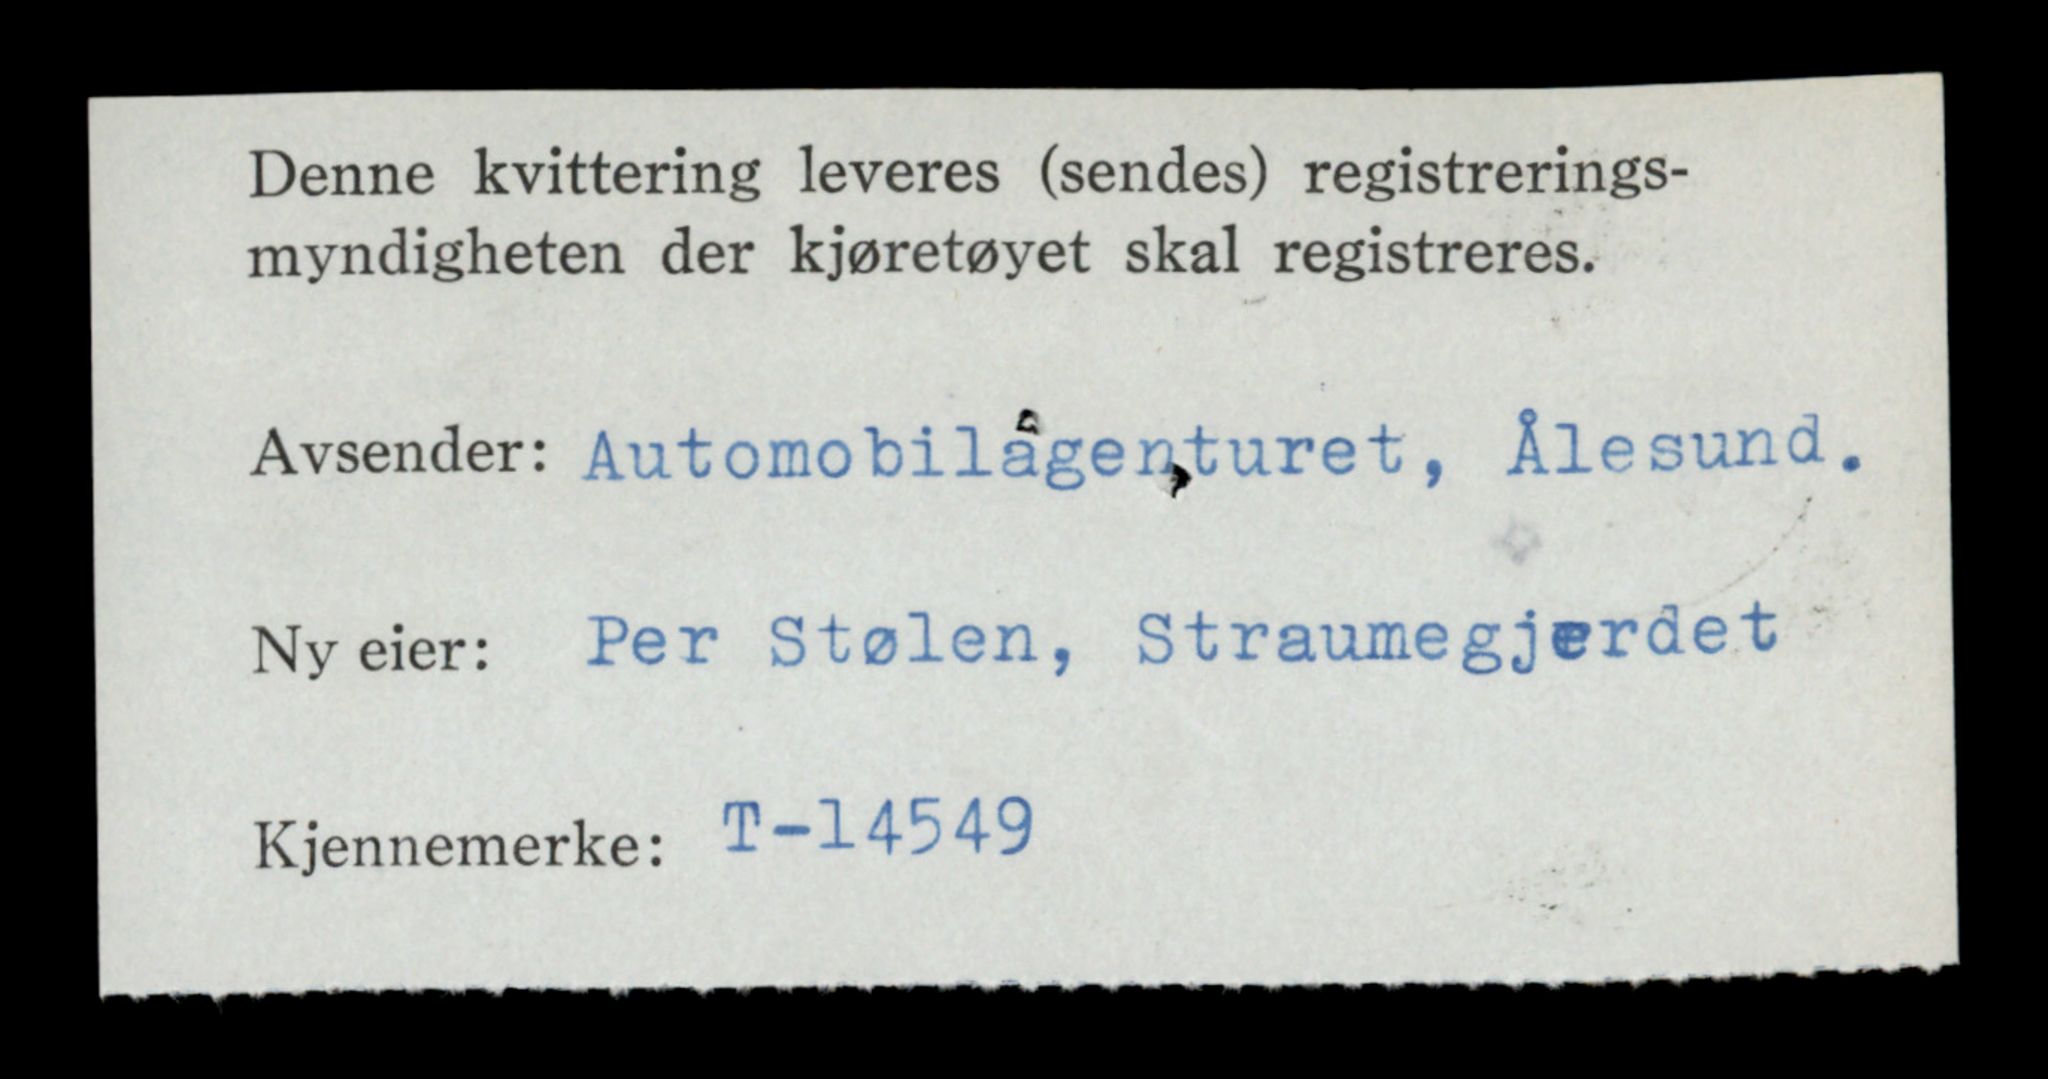 Denne kvittering leveres (sendes) registrerings-
myndigheten der kjøretøyet skal registreres.
Avsender: Automobilagenturet, Ålesund.
Ny eier: Per Stølen, Straumegjerdet
Kjennemerke: T-14549